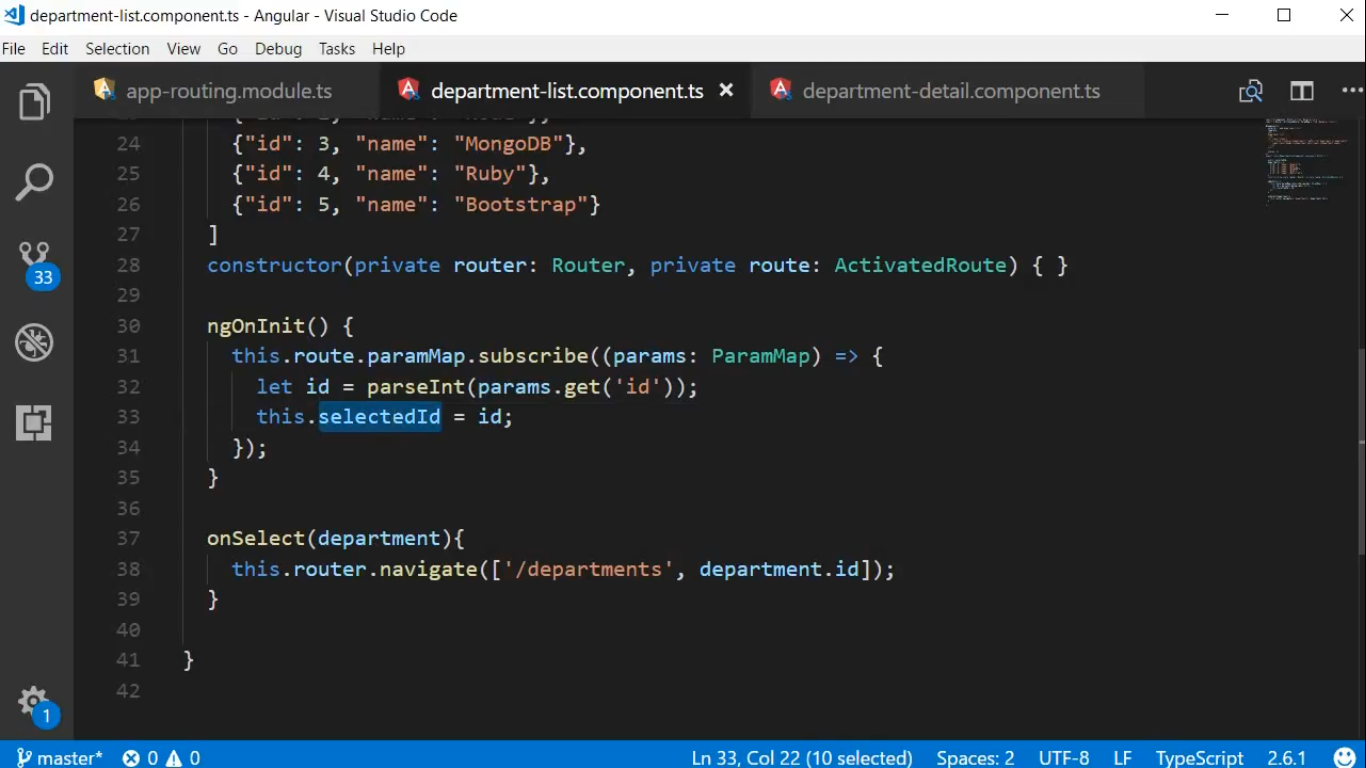 department-list.component.ts - Angular - Visual Studio Code
File Edit Selection View Go Debug Tasks Help
app-routing.module.ts department-list.component.ts department-detail.component.ts
24 {"id": 3, "name": "MongoDB"},
25 {"id": 4, "name": "Ruby"},
26 {"id": 5, "name": "Bootstrap"}
27 ]
28 constructor(private router: Router, private route: ActivatedRoute) { }
29
30 ngOnInit() {
31 this.route.paramMap.subscribe((params: ParamMap) => {
32 let id = parseInt(params.get('id'));
33 this.selectedId = id;
34 });
35 }
36
37 onSelect(department){
38 this.router.navigate(['/departments', department.id]);
39 }
40
41 }
42
33
1
master* 0 0 Ln 33, Col 22 (10 selected) Spaces: 2 UTF-8 LF TypeScript 2.6.1